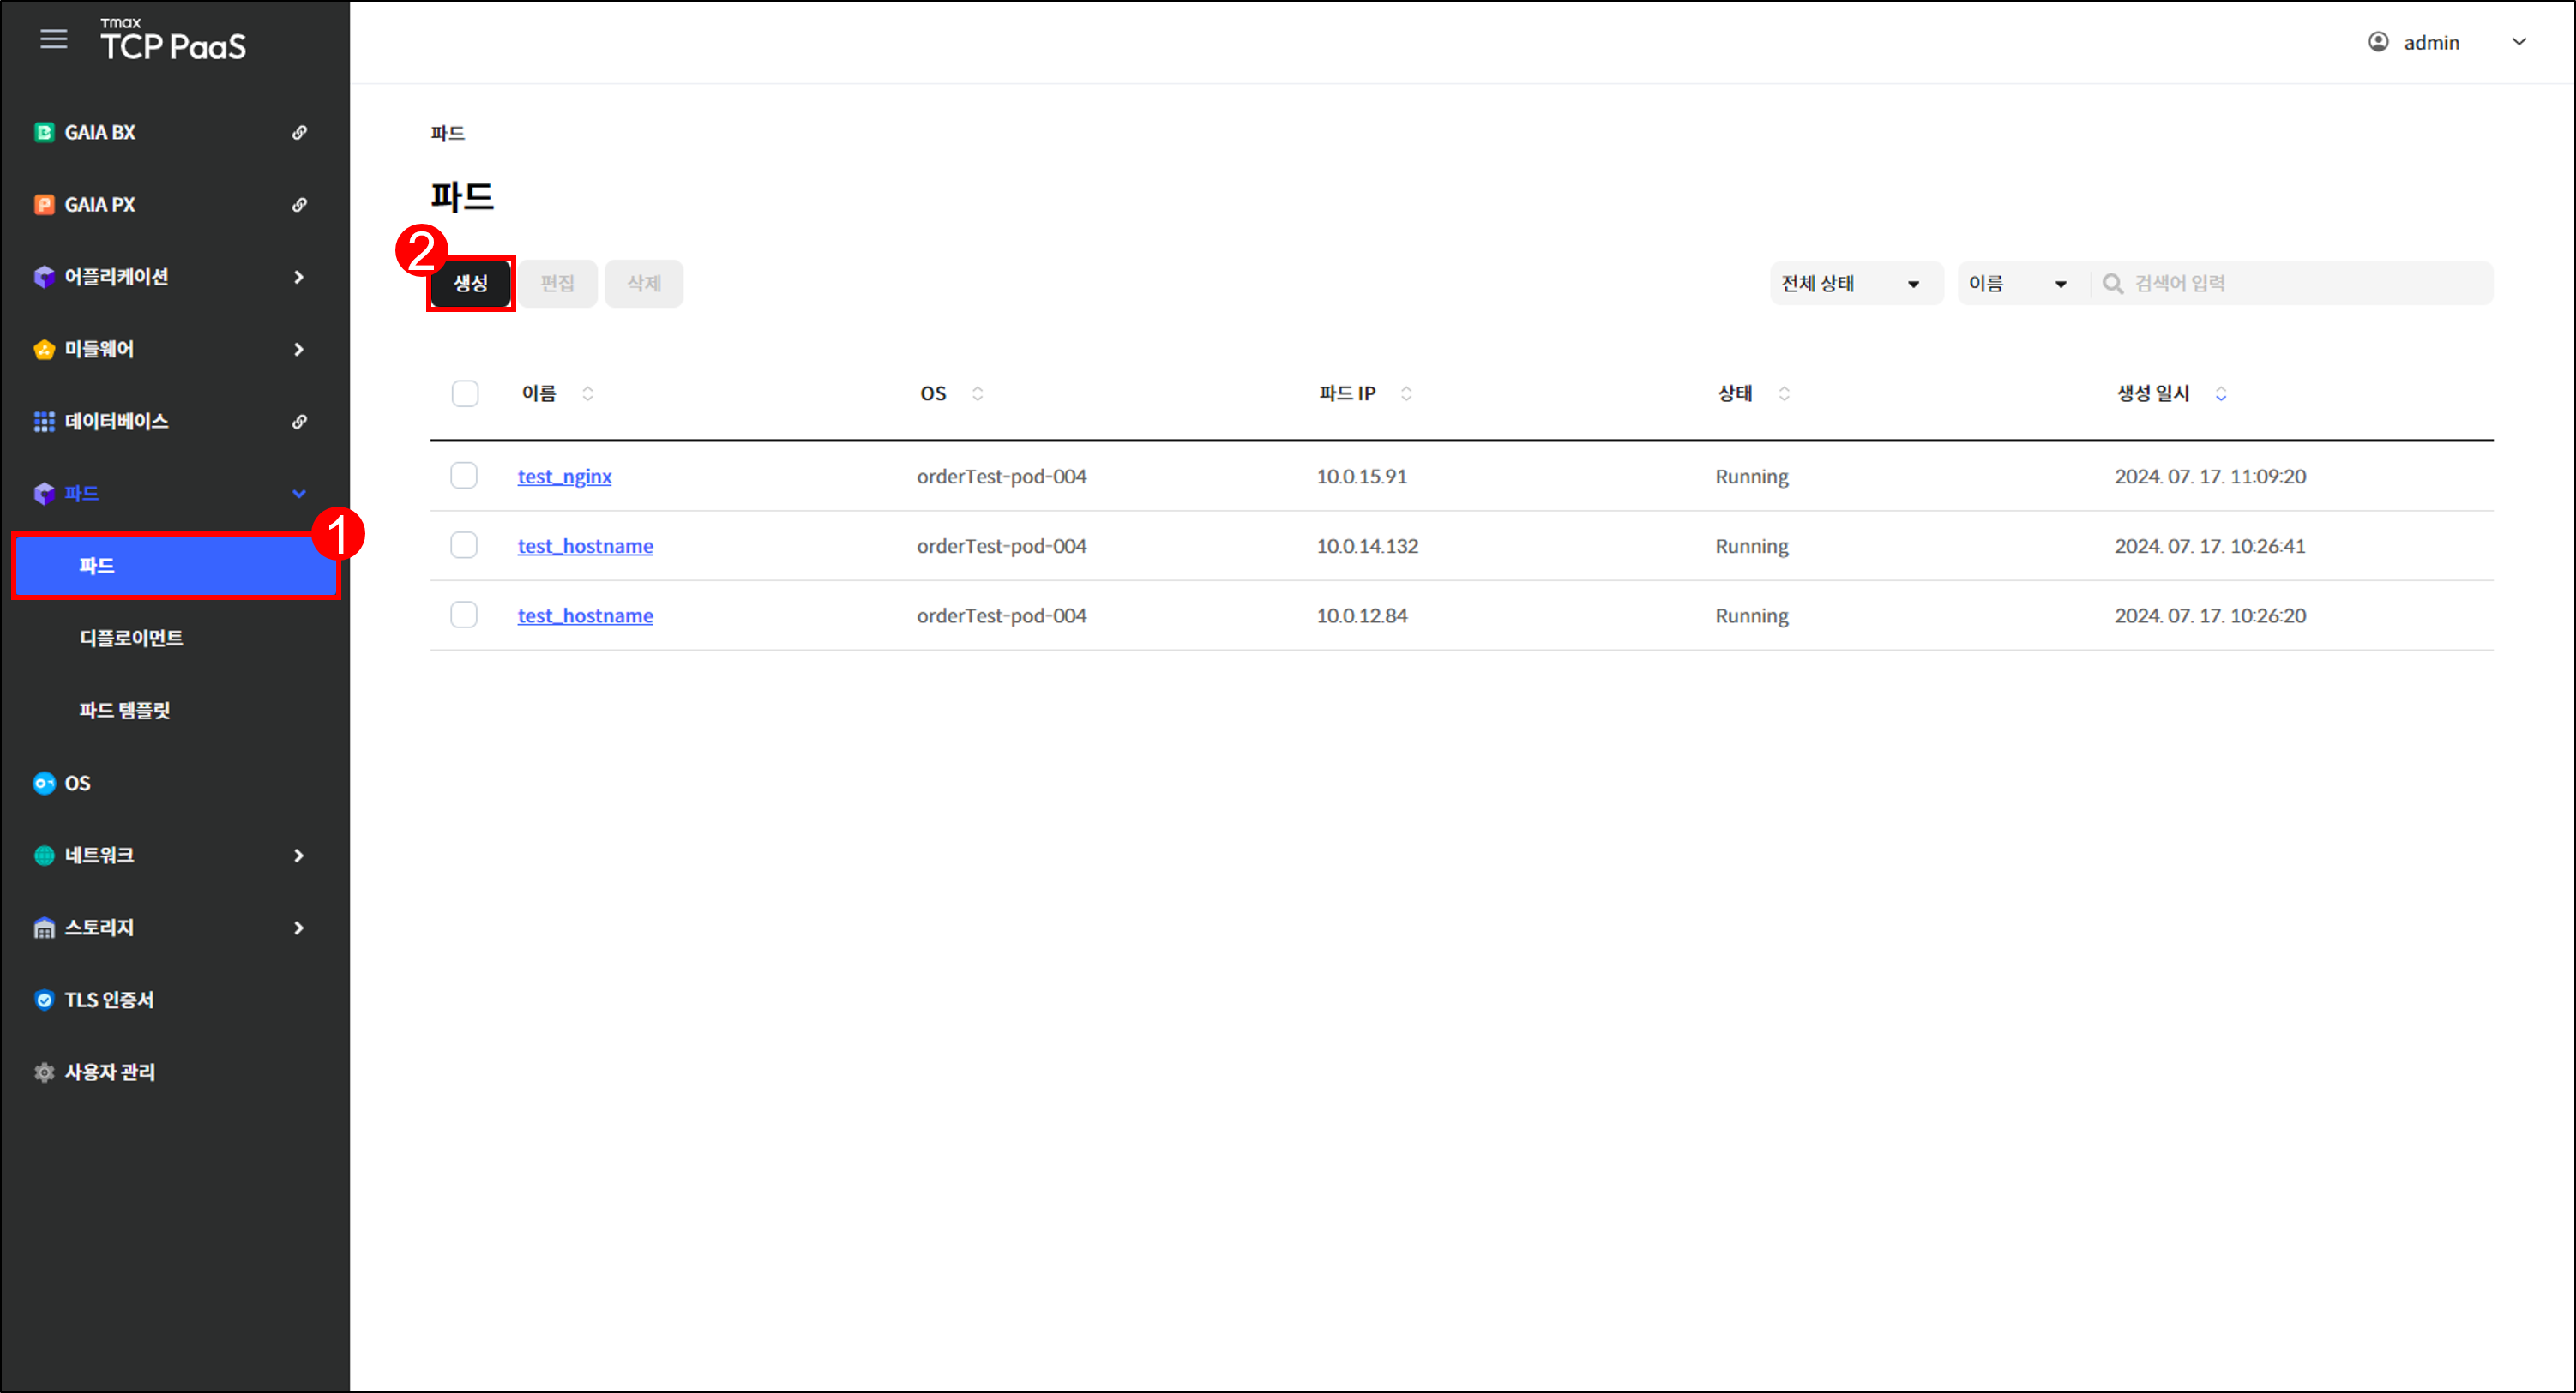 Tmax
TCP PaaS
admin
GAIA BX
GAIA PX
어플리케이션
미들웨어
데이터베이스
파드
1
파드
디플로이먼트
파드 템플릿
OS
네트워크
스토리지
TLS 인증서
사용자 관리
파드
파드
2
생성 편집 삭제 전체 상태 이름 검색어 입력
이름 OS 파드 IP 상태 생성 일시
test_nginx orderTest-pod-004 10.0.15.91 Running 2024. 07. 17. 11:09:20
test_hostname orderTest-pod-004 10.0.14.132 Running 2024. 07. 17. 10:26:41
test_hostname orderTest-pod-004 10.0.12.84 Running 2024. 07. 17. 10:26:20